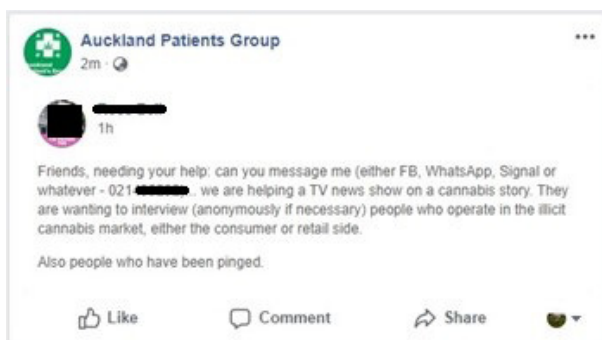 Auckland Patients Group
2m
1h
Friends, needing your help: can you message me (either FB, WhatsApp, Signal or
whatever - 021- .. we are helping a TV news show on a cannabis story. They
are wanting to interview (anonymously if necessary) people who operate in the illicit
cannabis market, either the consumer or retail side.
Also people who have been pinged.
Like Comment Share